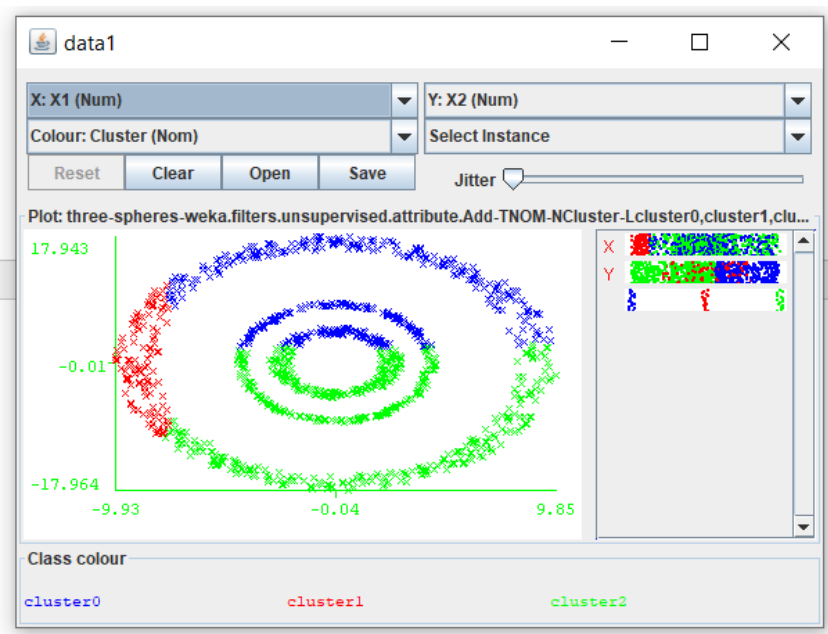 data1
X: X1 (Num) Y: X2 (Num)
Colour: Cluster (Nom) Select Instance
Reset Clear Open Save Jitter
Plot: three-spheres-weka.filters.unsupervised.attribute.Add-TNOM-NCluster-Lcluster0,cluster1,clu...
17.943
-0.01
-17.964
-9.93 -0.04 9.85
X
Y
Class colour
cluster0 cluster1 cluster2